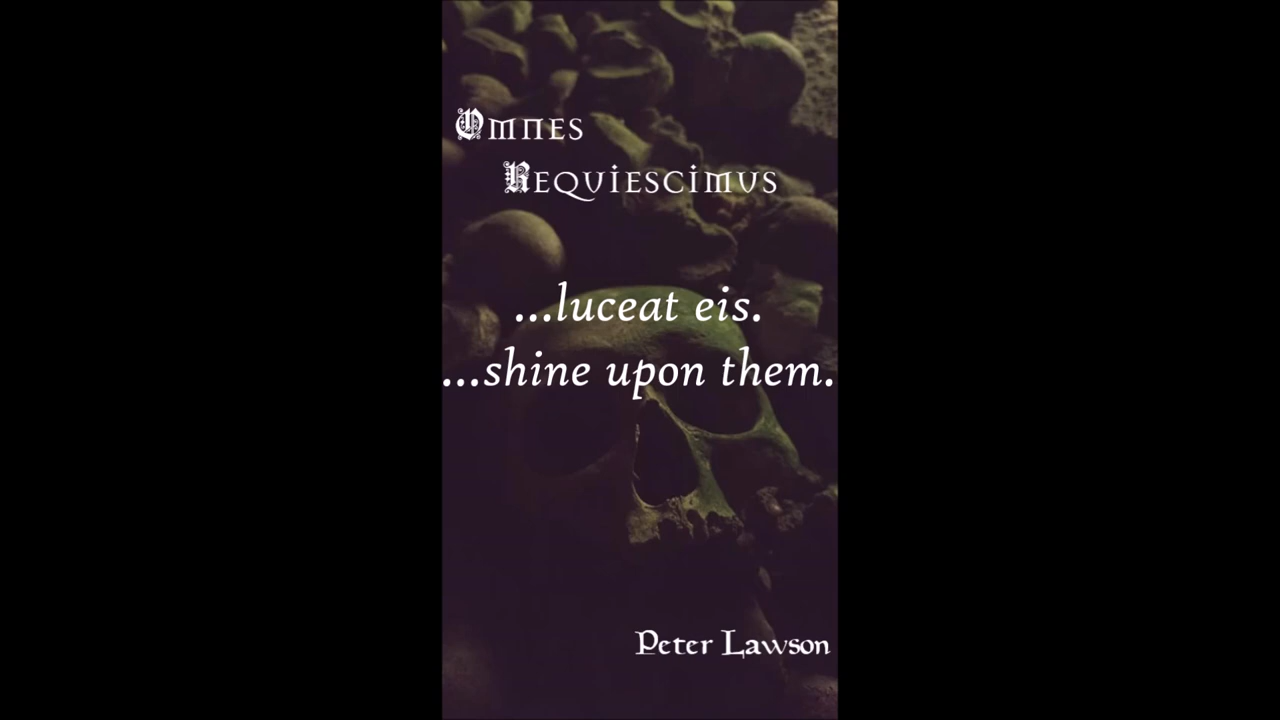 Omnes
Requiescimus
...luceat eis.
...shine upon them.
Peter Lawson